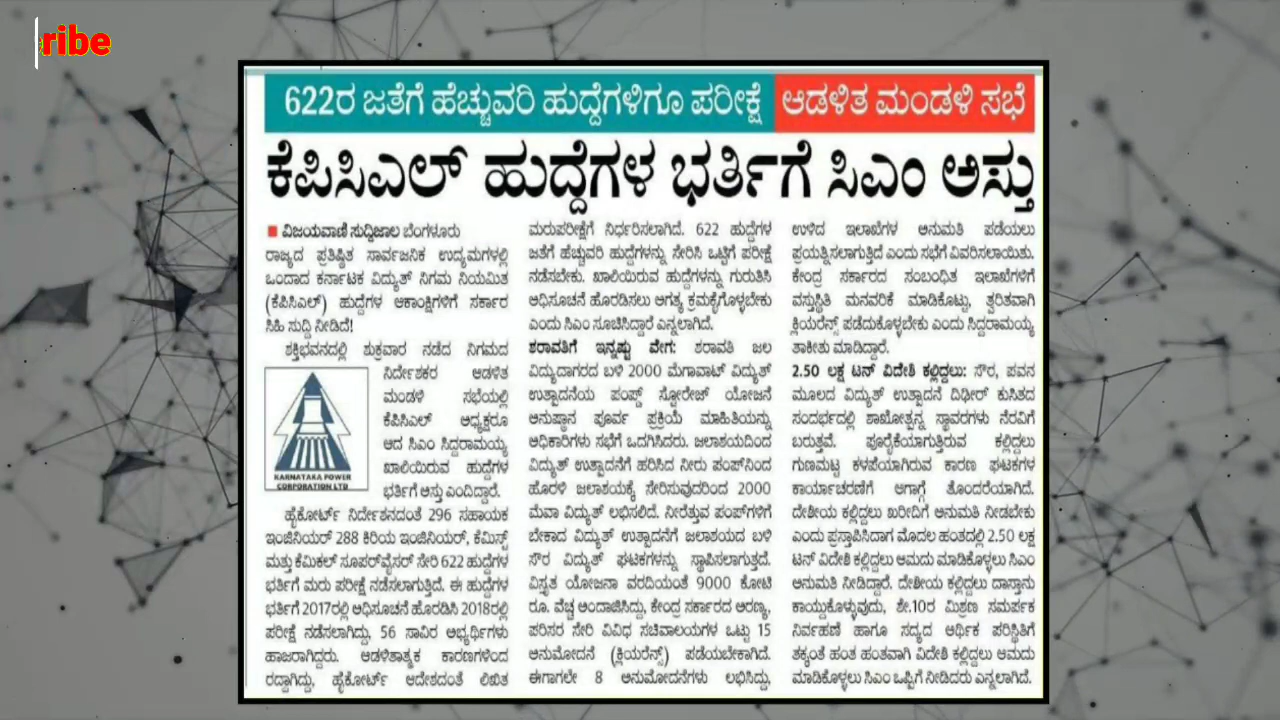 ribe
622ರ ಜತೆಗೆ ಹೆಚ್ಚುವರಿ ಹುದ್ದೆಗಳಿಗೂ ಪರೀಕ್ಷೆ ಆಡಳಿತ ಮಂಡಳಿ ಸಭೆ
ಕೆಪಿಸಿಎಲ್ ಹುದ್ದೆಗಳ ಭರ್ತಿಗೆ ಸಿಎಂ ಅಸ್ತು
■ ವಿಜಯವಾಣಿ ಸುದ್ದಿಜಾಲ ಬೆಂಗಳೂರು
ರಾಜ್ಯದ ಪ್ರತಿಷ್ಠಿತ ಸಾರ್ವಜನಿಕ ಉದ್ಯಮಗಳಲ್ಲಿ
ಒಂದಾದ ಕರ್ನಾಟಕ ವಿದ್ಯುತ್ ನಿಗಮ ನಿಯಮಿತ
(ಕೆಪಿಸಿಎಲ್) ಹುದ್ದೆಗಳ ಆಕಾಂಕ್ಷಿಗಳಿಗೆ ಸರ್ಕಾರ
ಸಿಹಿ ಸುದ್ದಿ ನೀಡಿದೆ!
ಶಕ್ತಿಭವನದಲ್ಲಿ ಶುಕ್ರವಾರ ನಡೆದ ನಿಗಮದ
ನಿರ್ದೇಶಕರ ಆಡಳಿತ
ಮಂಡಳಿ ಸಭೆಯಲ್ಲಿ
ಕೆಪಿಸಿಎಲ್ ಅಧ್ಯಕ್ಷರೂ
ಆದ ಸಿಎಂ ಸಿದ್ದರಾಮಯ್ಯ
ಖಾಲಿಯಿರುವ ಹುದ್ದೆಗಳ
ಭರ್ತಿಗೆ ಅಸ್ತು ಎಂದಿದ್ದಾರೆ.
KARNATAKA POWER
CORPORATION LTD
ಹೈಕೋರ್ಟ್ ನಿರ್ದೇಶನದಂತೆ 296 ಸಹಾಯಕ
ಇಂಜಿನಿಯರ್ 288 ಕಿರಿಯ ಇಂಜಿನಿಯರ್, ಕೆಮಿಸ್ಟ್
ಮತ್ತು ಕೆಮಿಕಲ್ ಸೂಪರ್‌ವೈಸರ್ ಸೇರಿ 622 ಹುದ್ದೆಗಳ
ಭರ್ತಿಗೆ ಮರು ಪರೀಕ್ಷೆ ನಡೆಸಲಾಗುತ್ತಿದೆ. ಈ ಹುದ್ದೆಗಳ
ಭರ್ತಿಗೆ 2017ರಲ್ಲಿ ಅಧಿಸೂಚನೆ ಹೊರಡಿಸಿ 2018ರಲ್ಲಿ
ಪರೀಕ್ಷೆ ನಡೆಸಲಾಗಿದ್ದು, 56 ಸಾವಿರ ಅಭ್ಯರ್ಥಿಗಳು
ಹಾಜರಾಗಿದ್ದರು. ಆಡಳಿತಾತ್ಮಕ ಕಾರಣಗಳಿಂದ
ರದ್ದಾಗಿದ್ದು, ಹೈಕೋರ್ಟ್ ಆದೇಶದಂತೆ ಲಿಖಿತ
ಮರುಪರೀಕ್ಷೆಗೆ ನಿರ್ಧರಿಸಲಾಗಿದೆ. 622 ಹುದ್ದೆಗಳ
ಜತೆಗೆ ಹೆಚ್ಚುವರಿ ಹುದ್ದೆಗಳನ್ನು ಸೇರಿಸಿ ಒಟ್ಟಿಗೆ ಪರೀಕ್ಷೆ
ನಡೆಸಬೇಕು. ಖಾಲಿಯಿರುವ ಹುದ್ದೆಗಳನ್ನು ಗುರುತಿಸಿ
ಅಧಿಸೂಚನೆ ಹೊರಡಿಸಲು ಅಗತ್ಯ ಕ್ರಮಕೈಗೊಳ್ಳಬೇಕು
ಎಂದು ಸಿಎಂ ಸೂಚಿಸಿದ್ದಾರೆ ಎನ್ನಲಾಗಿದೆ.
ಶರಾವತಿಗೆ ಇನ್ನಷ್ಟು ವೇಗ: ಶರಾವತಿ ಜಲ
ವಿದ್ಯುದಾಗರದ ಬಳಿ 2000 ಮೆಗಾವಾಟ್ ವಿದ್ಯುತ್
ಉತ್ಪಾದನೆಯ ಪಂಪ್ಡ್ ಸ್ಟೋರೇಜ್ ಯೋಜನೆ
ಅನುಷ್ಠಾನ ಪೂರ್ವ ಪ್ರಕ್ರಿಯೆ ಮಾಹಿತಿಯನ್ನು
ಅಧಿಕಾರಿಗಳು ಸಭೆಗೆ ಒದಗಿಸಿದರು. ಜಲಾಶಯದಿಂದ
ವಿದ್ಯುತ್ ಉತ್ಪಾದನೆಗೆ ಹರಿಸಿದ ನೀರು ಪಂಪ್‌ನಿಂದ
ಹೊರಳಿ ಜಲಾಶಯಕ್ಕೆ ಸೇರಿಸುವುದರಿಂದ 2000
ಮೆವಾ ವಿದ್ಯುತ್ ಲಭಿಸಲಿದೆ. ನೀರೆತ್ತುವ ಪಂಪ್‌ಗಳಿಗೆ
ಬೇಕಾದ ವಿದ್ಯುತ್ ಉತ್ಪಾದನೆಗೆ ಜಲಾಶಯದ ಬಳಿ
ಸೌರ ವಿದ್ಯುತ್ ಘಟಕಗಳನ್ನು ಸ್ಥಾಪಿಸಲಾಗುತ್ತದೆ.
ವಿಸ್ತೃತ ಯೋಜನಾ ವರದಿಯಂತೆ 9000 ಕೋಟಿ
ರೂ. ವೆಚ್ಚ ಅಂದಾಜಿಸಿದ್ದು, ಕೇಂದ್ರ ಸರ್ಕಾರದ ಅರಣ್ಯ,
ಪರಿಸರ ಸೇರಿ ವಿವಿಧ ಸಚಿವಾಲಯಗಳ ಒಟ್ಟು 15
ಅನುಮೋದನೆ (ಕ್ಲಿಯರೆನ್ಸ್) ಪಡೆಯಬೇಕಾಗಿದೆ.
ಈಗಾಗಲೇ 8 ಅನುಮೋದನೆಗಳು ಲಭಿಸಿದ್ದು,
ಉಳಿದ ಇಲಾಖೆಗಳ ಅನುಮತಿ ಪಡೆಯಲು
ಪ್ರಯತ್ನಿಸಲಾಗುತ್ತಿದೆ ಎಂದು ಸಭೆಗೆ ವಿವರಿಸಲಾಯಿತು.
ಕೇಂದ್ರ ಸರ್ಕಾರದ ಸಂಬಂಧಿತ ಇಲಾಖೆಗಳಿಗೆ
ವಸ್ತುಸ್ಥಿತಿ ಮನವರಿಕೆ ಮಾಡಿಕೊಟ್ಟು, ತ್ವರಿತವಾಗಿ
ಕ್ಲಿಯರೆನ್ಸ್ ಪಡೆದುಕೊಳ್ಳಬೇಕು ಎಂದು ಸಿದ್ದರಾಮಯ್ಯ
ತಾಕೀತು ಮಾಡಿದ್ದಾರೆ.
2.50 ಲಕ್ಷ ಟನ್ ವಿದೇಶಿ ಕಲ್ಲಿದ್ದಲು: ಸೌರ, ಪವನ
ಮೂಲದ ವಿದ್ಯುತ್ ಉತ್ಪಾದನೆ ದಿಢೀರ್ ಕುಸಿತದ
ಸಂದರ್ಭದಲ್ಲಿ ಶಾಖೋತ್ಪನ್ನ ಸ್ಥಾವರಗಳು ನೆರವಿಗೆ
ಬರುತ್ತವೆ. ಪೂರೈಕೆಯಾಗುತ್ತಿರುವ ಕಲ್ಲಿದ್ದಲು
ಗುಣಮಟ್ಟ ಕಳಪೆಯಾಗಿರುವ ಕಾರಣ ಘಟಕಗಳ
ಕಾರ್ಯಾಚರಣೆಗೆ ಆಗಾಗ್ಗೆ ತೊಂದರೆಯಾಗಿದೆ.
ದೇಶೀಯ ಕಲ್ಲಿದ್ದಲು ಖರೀದಿಗೆ ಅನುಮತಿ ನೀಡಬೇಕು
ಎಂದು ಪ್ರಸ್ತಾಪಿಸಿದಾಗ ಮೊದಲ ಹಂತದಲ್ಲಿ 2.50 ಲಕ್ಷ
ಟನ್ ವಿದೇಶಿ ಕಲ್ಲಿದ್ದಲು ಆಮದು ಮಾಡಿಕೊಳ್ಳಲು ಸಿಎಂ
ಅನುಮತಿ ನೀಡಿದ್ದಾರೆ. ದೇಶೀಯ ಕಲ್ಲಿದ್ದಲು ದಾಸ್ತಾನು
ಕಾಯ್ದುಕೊಳ್ಳುವುದು, ಶೇ.10ರ ಮಿಶ್ರಣ ಸಮರ್ಪಕ
ನಿರ್ವಹಣೆ ಹಾಗೂ ಸದ್ಯದ ಆರ್ಥಿಕ ಪರಿಸ್ಥಿತಿಗೆ
ತಕ್ಕಂತೆ ಹಂತ ಹಂತವಾಗಿ ವಿದೇಶಿ ಕಲ್ಲಿದ್ದಲು ಆಮದು
ಮಾಡಿಕೊಳ್ಳಲು ಸಿಎಂ ಒಪ್ಪಿಗೆ ನೀಡಿದರು ಎನ್ನಲಾಗಿದೆ.